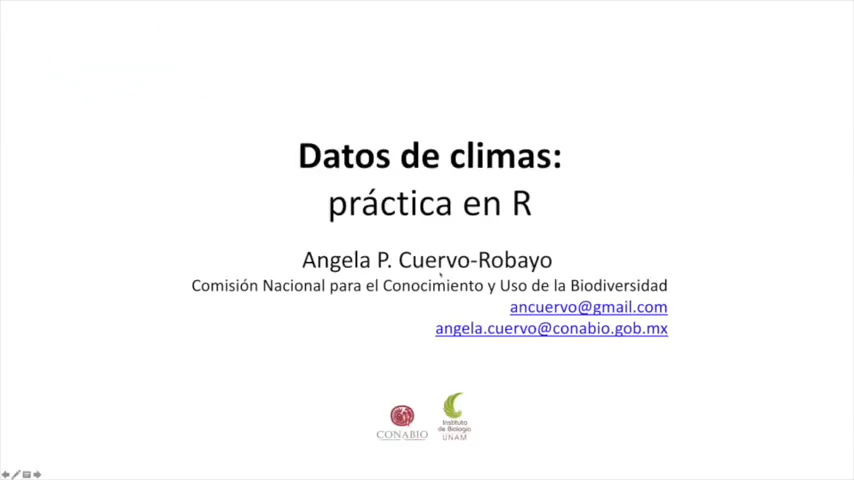 Datos de climas:
práctica en R
Angela P. Cuervo-Robayo
Comisión Nacional para el Conocimiento y Uso de la Biodiversidad
ancuervo@gmail.com
angela.cuervo@conabio.gob.mx
CONABIO
Instituto
de Biología
UNAM